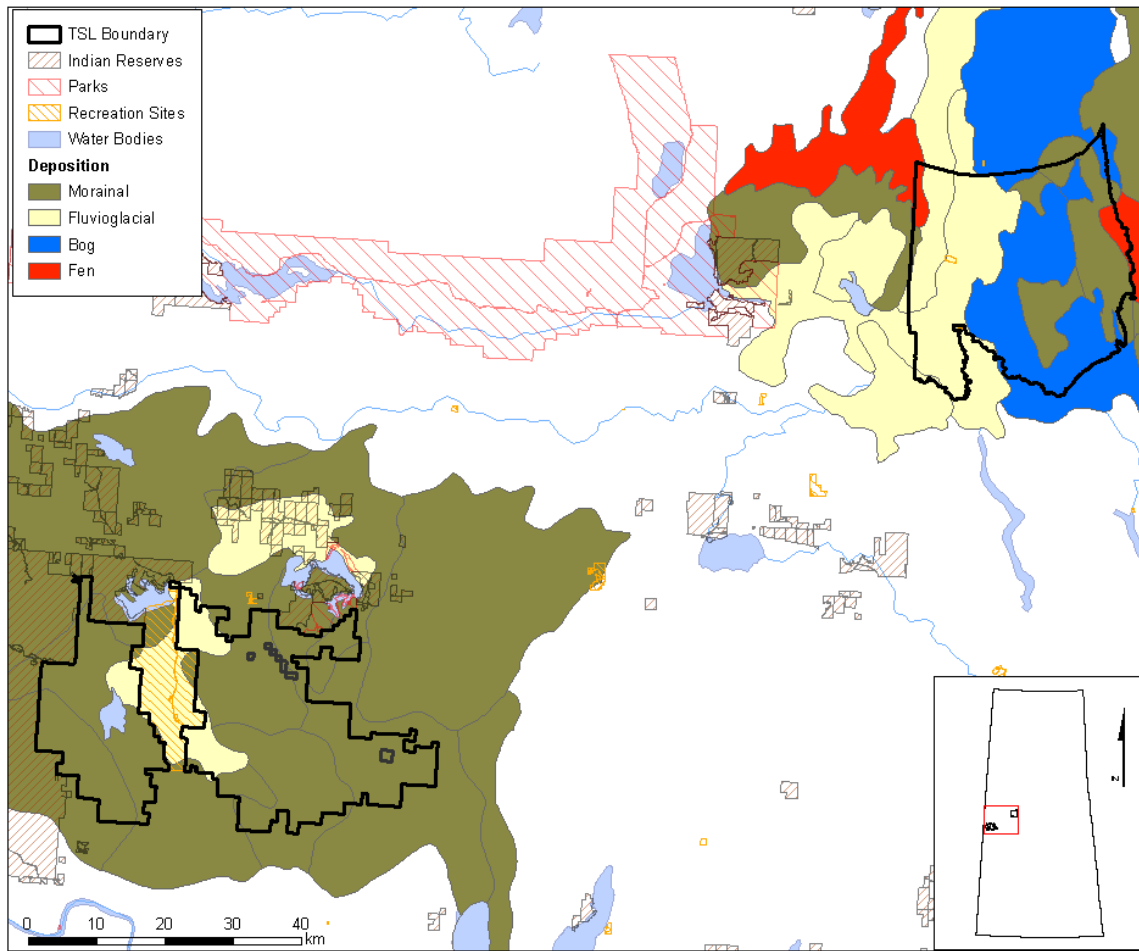 TSL Boundary
Indian Reserves
Parks
Recreation Sites
Water Bodies
Deposition
Morainal
Fluvioglacial
Bog
Fen
0 10 20 30 40
km
N